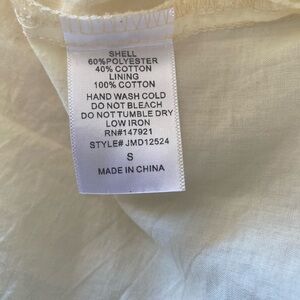 SHELL
60%POLYESTER
40% COTTON
LINING
100% COTTON
HAND WASH COLD
DO NOT BLEACH
DO NOT TUMBLE DRY
LOW IRON
RN#147921
STYLE# JMD12524
S
MADE IN CHINA